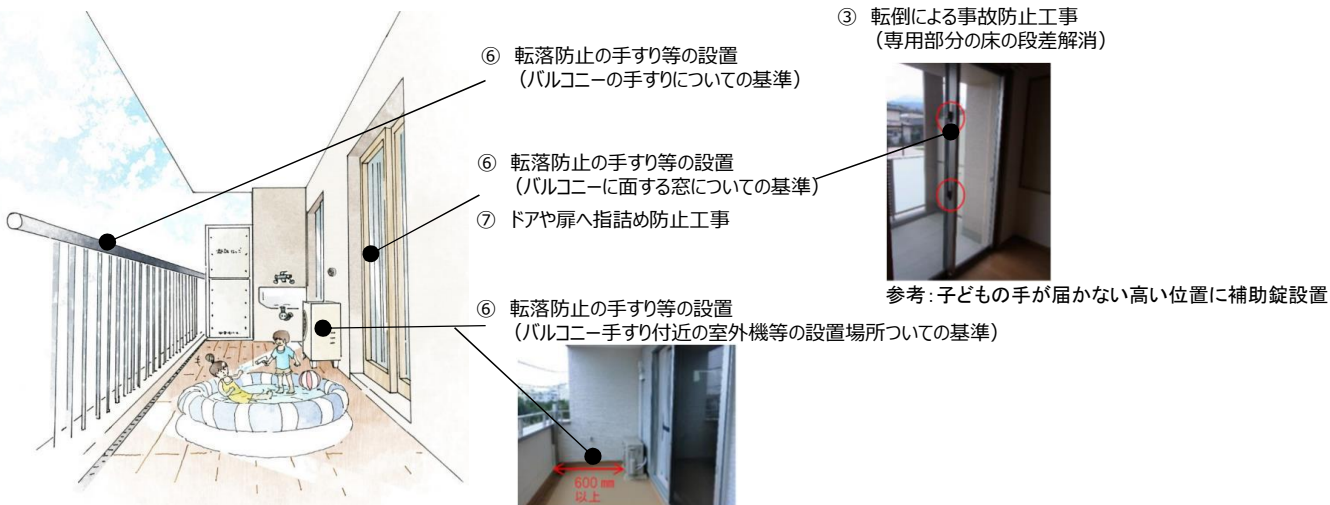 ③ 転倒による事故防止工事
（専用部分の床の段差解消）
⑥ 転落防止の手すり等の設置
（バルコニーの手すりについての基準）
⑥ 転落防止の手すり等の設置
（バルコニーに面する窓についての基準）
⑦ ドアや扉へ指詰め防止工事
参考：子どもの手が届かない高い位置に補助錠設置
⑥ 転落防止の手すり等の設置
（バルコニー手すり付近の室外機等の設置場所ついての基準）
600 mm
以上